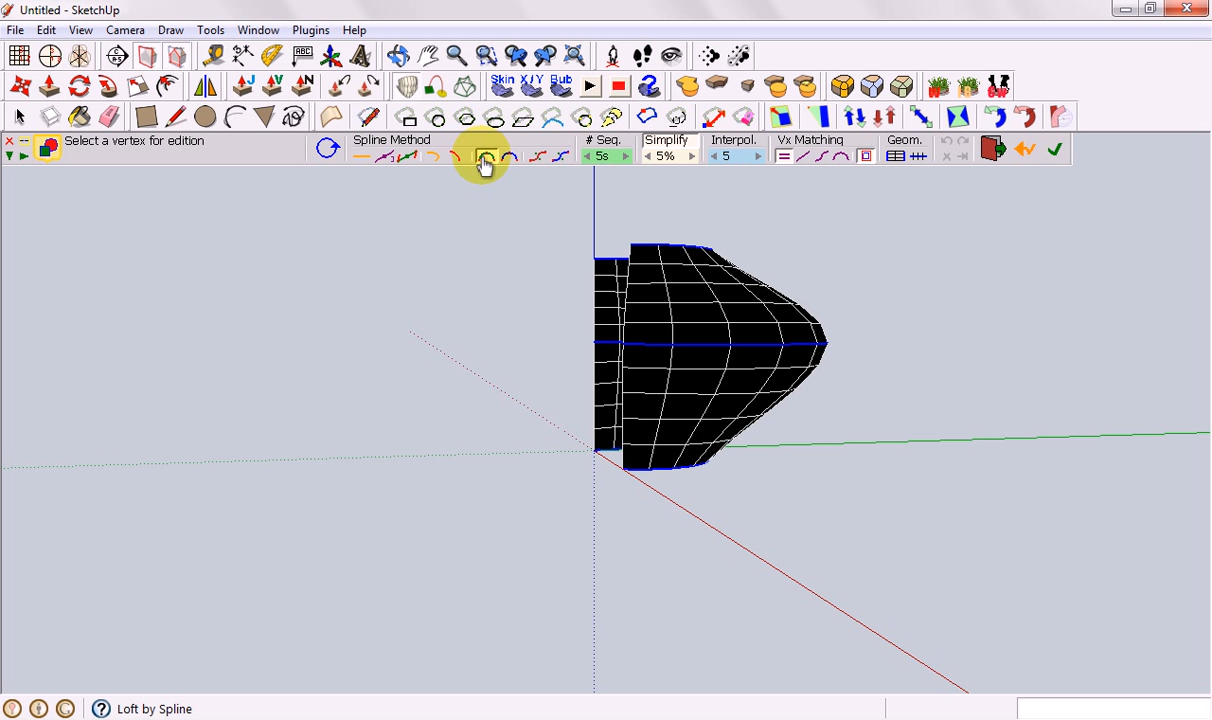 Untitled - SketchUp
File Edit View Camera Draw Tools Window Plugins Help
ABC
J V N
Skin X/Y Bub
Select a vertex for edition
Spline Method # Seq. Simplify Interpol. Vx Matching Geom.
5s 5% 5
Loft by Spline